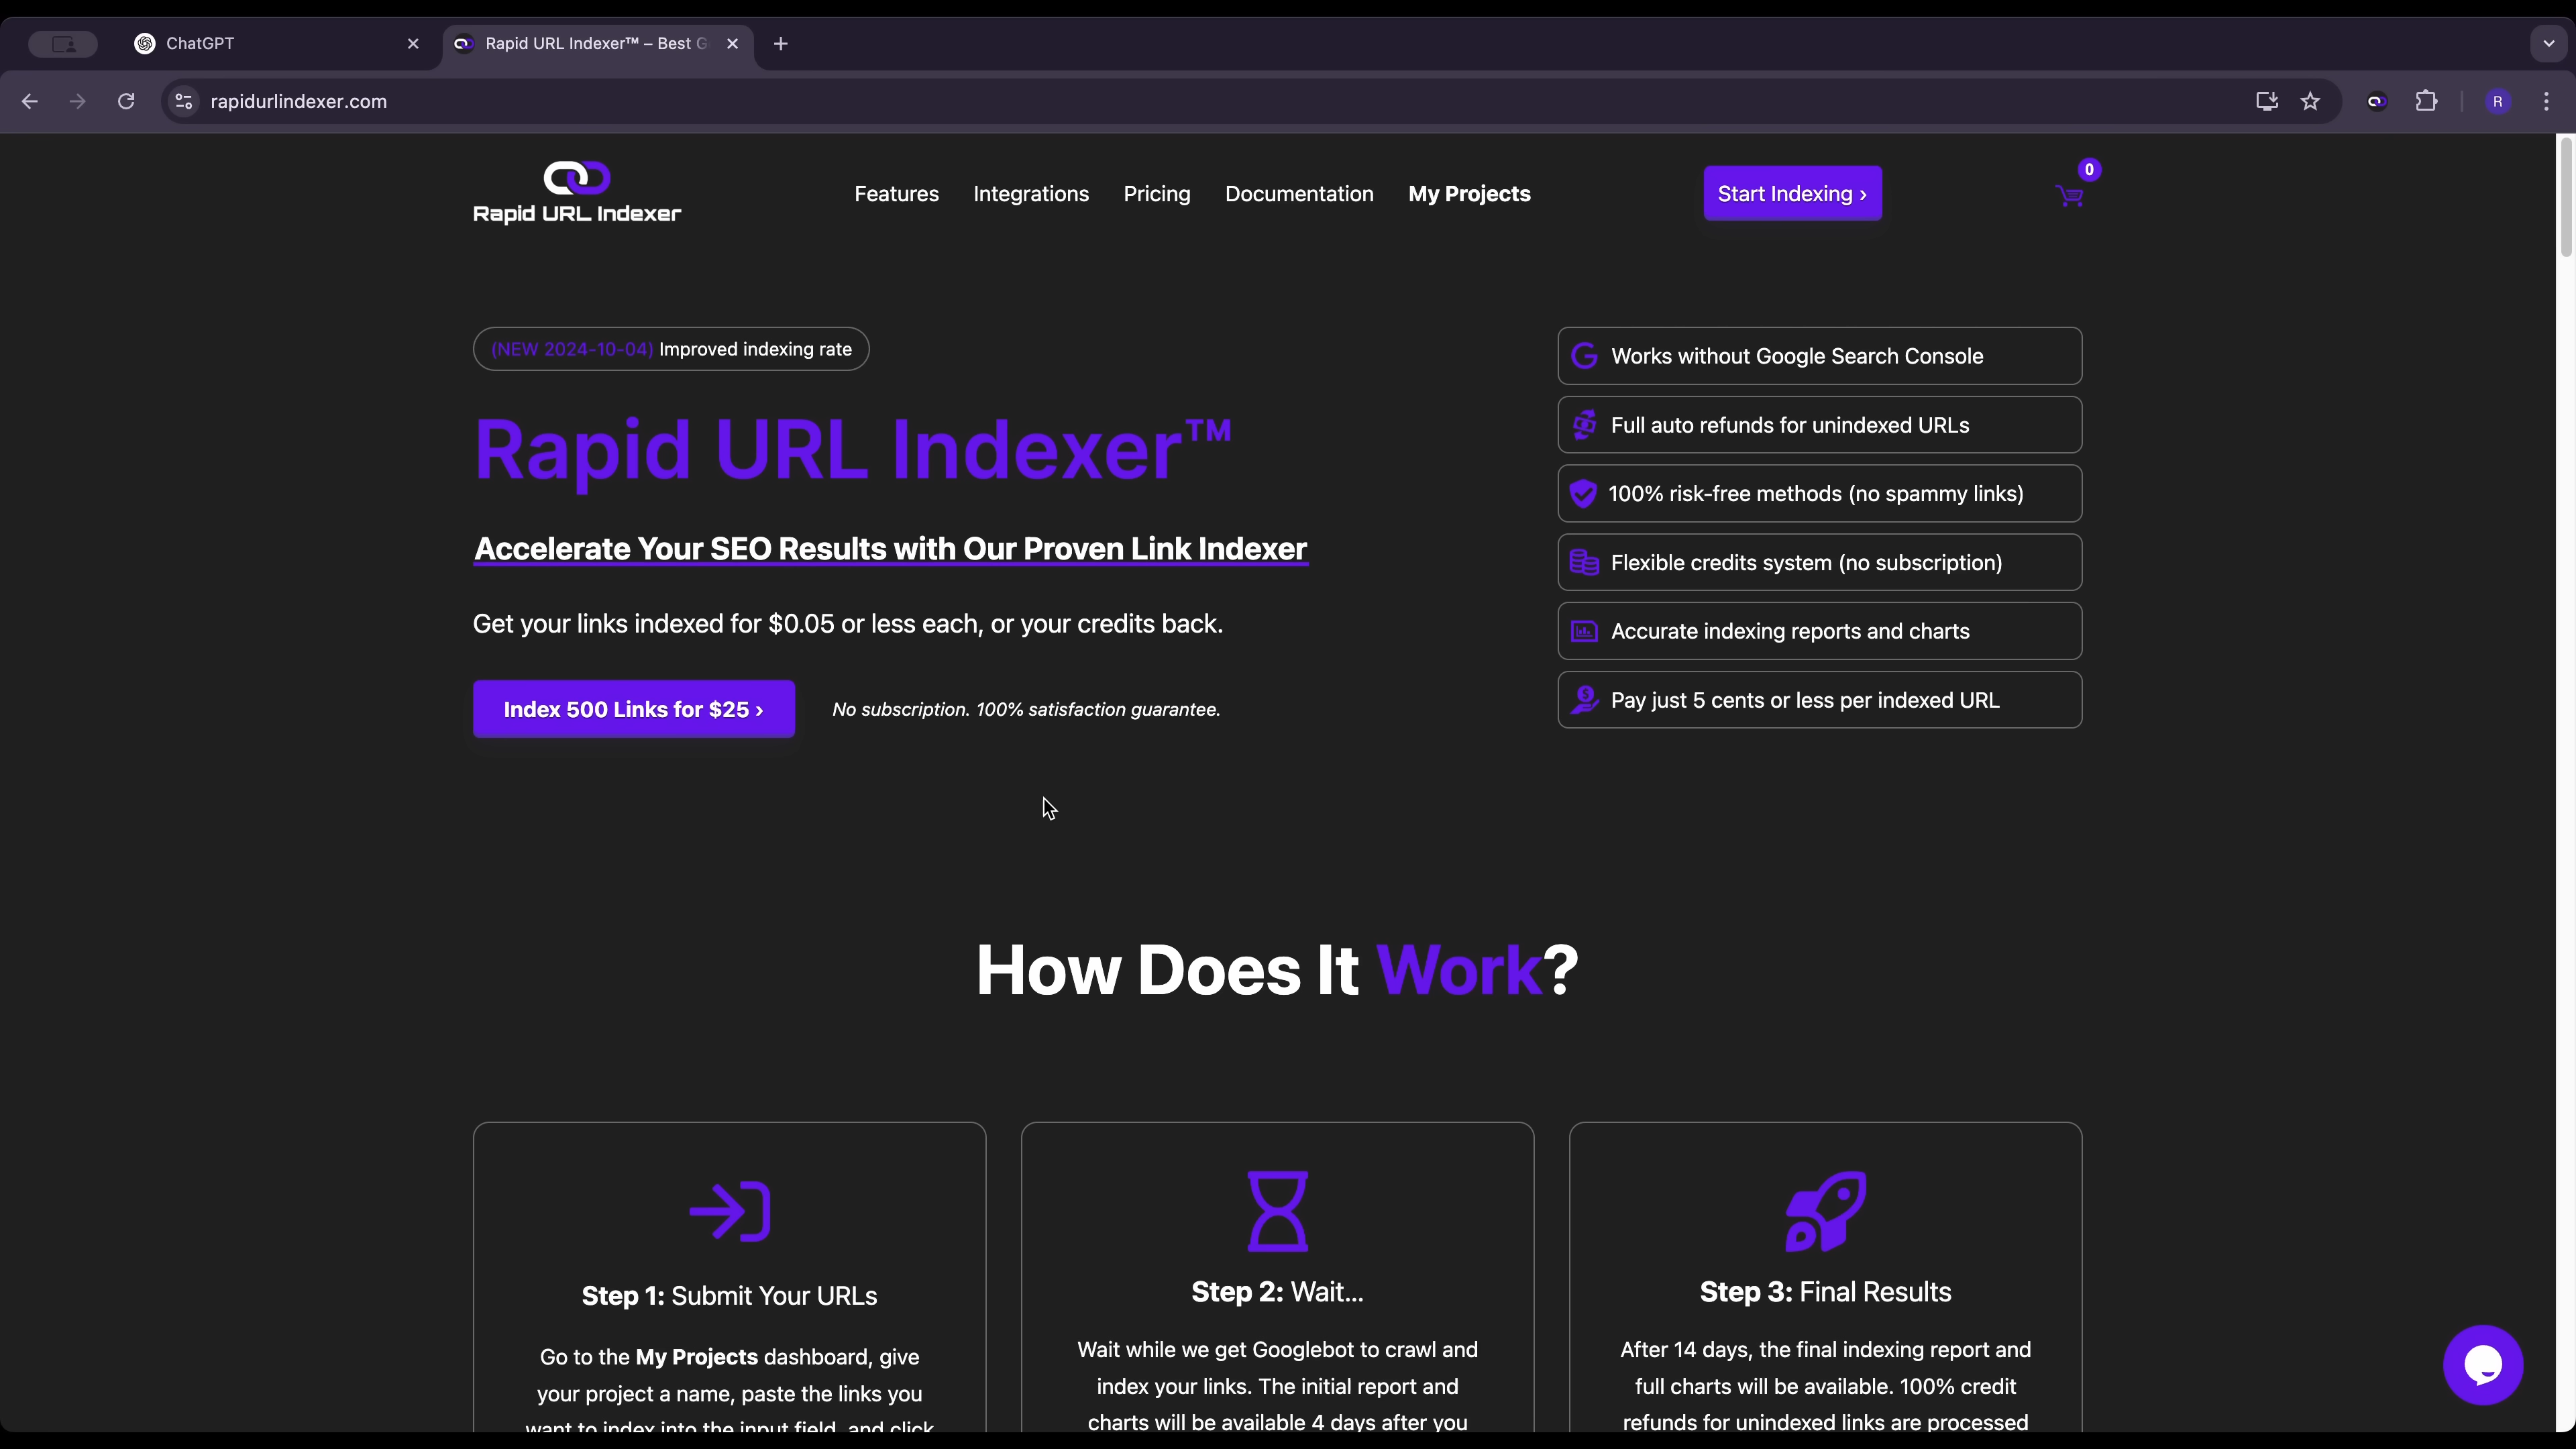 ChatGPT
Rapid URL Indexer™ – Best G
rapidurlindexer.com
R
Rapid URL Indexer
Features
Integrations
Pricing
Documentation
My Projects
Start Indexing ›
0
(NEW 2024-10-04) Improved indexing rate
Rapid URL Indexer™
Accelerate Your SEO Results with Our Proven Link Indexer
Get your links indexed for $0.05 or less each, or your credits back.
Index 500 Links for $25 ›
No subscription. 100% satisfaction guarantee.
Works without Google Search Console
Full auto refunds for unindexed URLs
100% risk-free methods (no spammy links)
Flexible credits system (no subscription)
Accurate indexing reports and charts
Pay just 5 cents or less per indexed URL
How Does It Work?
Step 1: Submit Your URLs
Go to the My Projects dashboard, give
your project a name, paste the links you
want to index into the input field, and click
Step 2: Wait...
Wait while we get Googlebot to crawl and
index your links. The initial report and
charts will be available 4 days after you
Step 3: Final Results
After 14 days, the final indexing report and
full charts will be available. 100% credit
refunds for unindexed links are processed